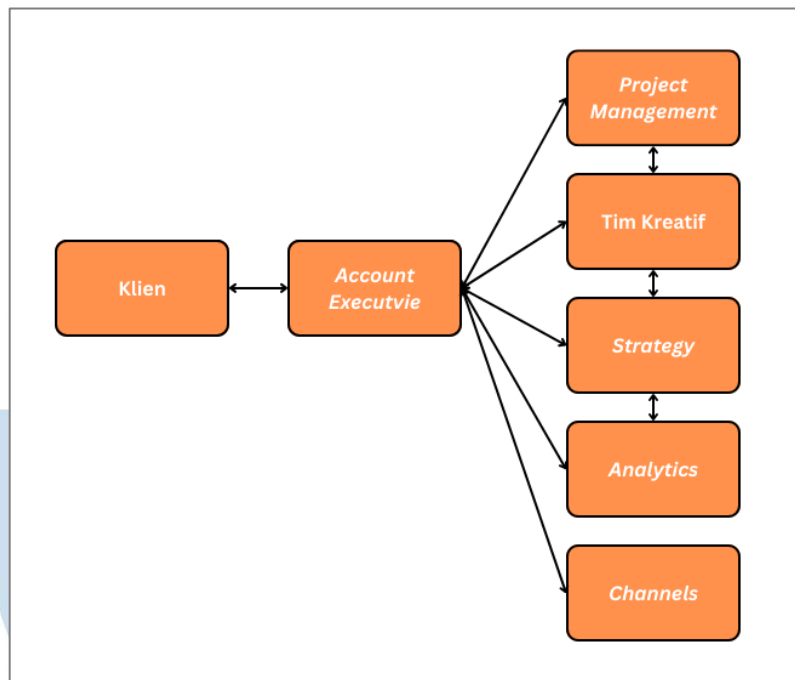 Project
Management
Tim Kreatif
Klien
Account
Executvie
Strategy
Analytics
Channels